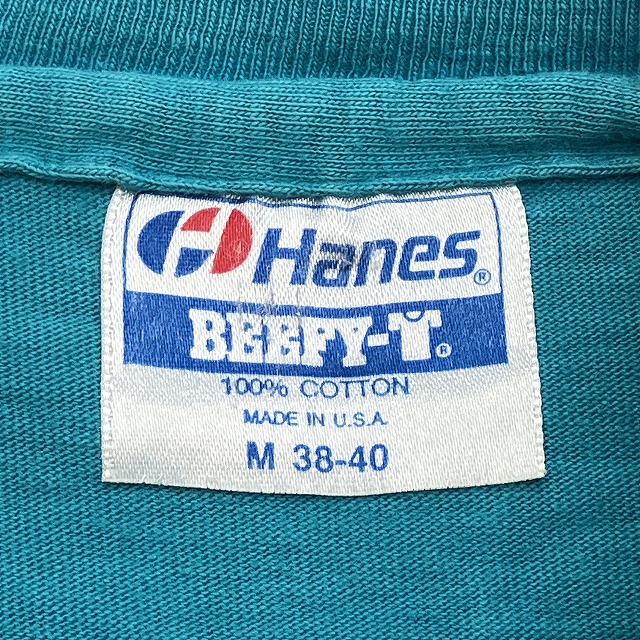 Hanes®
BEEFY-T®
100% COTTON
MADE IN U.S.A.
M 38-40